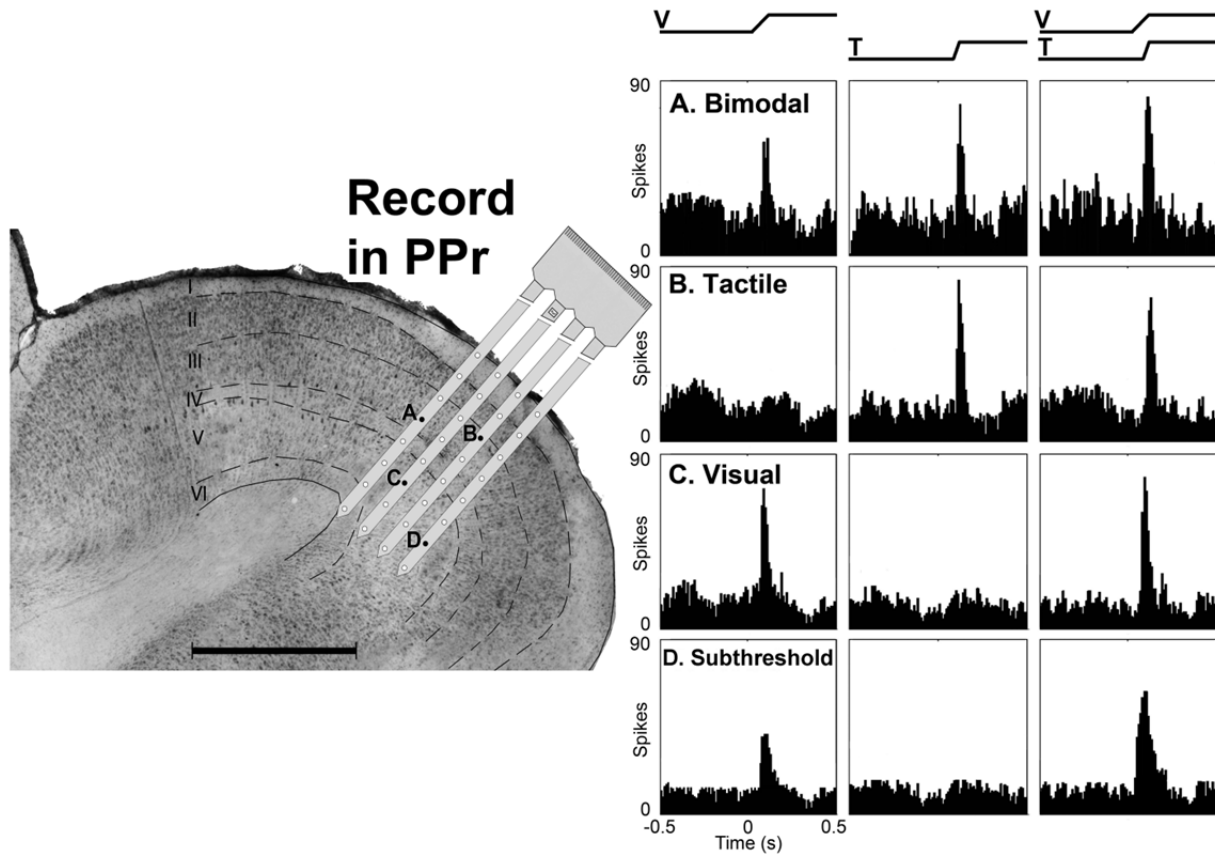 Record
in PPr
I
II
III
IV
V
VI
A
B
C
D
V
T
V
T
90
Spikes
0
A. Bimodal
90
Spikes
0
B. Tactile
90
Spikes
0
C. Visual
90
Spikes
0
D. Subthreshold
-0.5 0 0.5
Time (s)